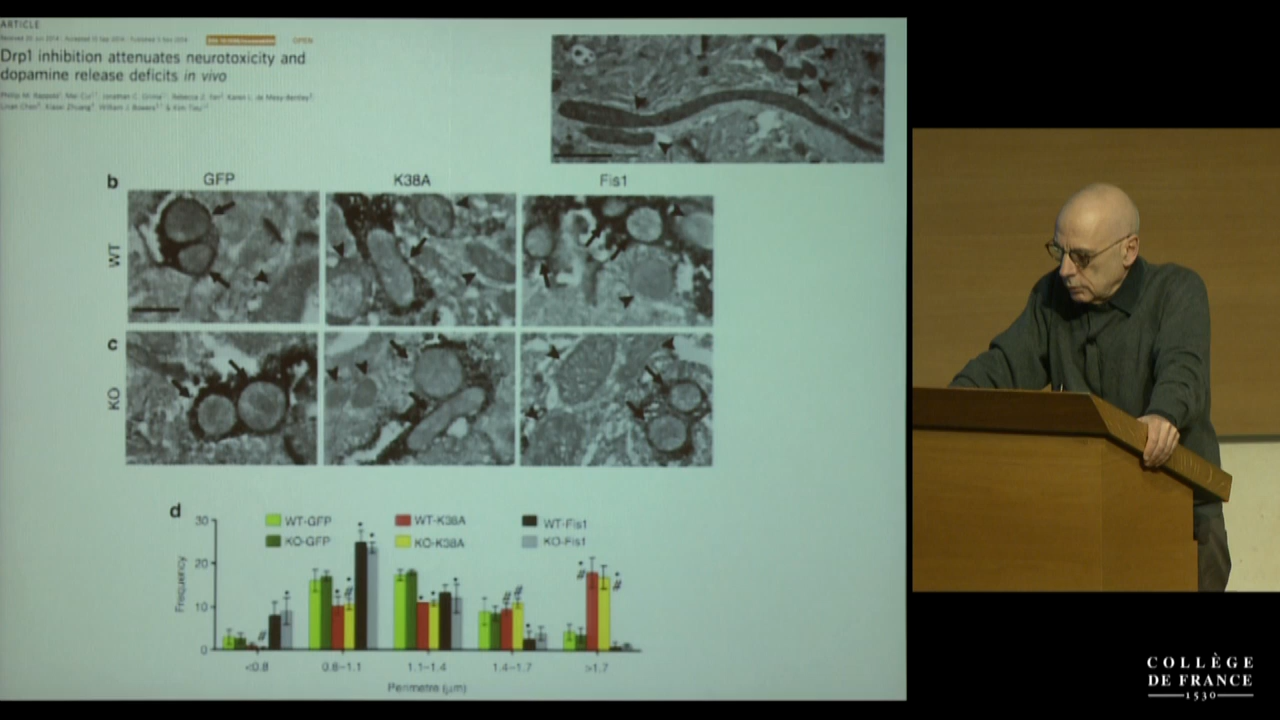 ARTICLE
OPEN
Drp1 inhibition attenuates neurotoxicity and
dopamine release deficits in vivo
b
GFP
K38A
Fis1
WT
c
KO
d
30
20
10
0
Frequency
WT-GFP
WT-K38A
WT-Fis1
KO-GFP
KO-K38A
KO-Fis1
<0.8
0.8–1.1
1.1–1.4
1.4–1.7
>1.7
Perimetre (µm)
COLLÈGE
DE FRANCE
1530